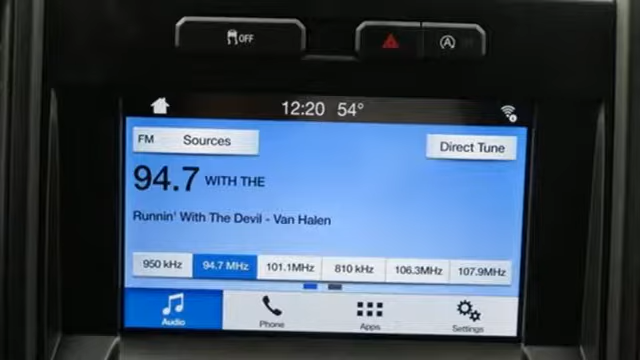 OFF
A
12:20 54°
FM Sources
Direct Tune
94.7 WITH THE
Runnin' With The Devil - Van Halen
950 kHz 94.7 MHz 101.1MHz 810 kHz 106.3MHz 107.9MHz
Audio Phone Apps Settings